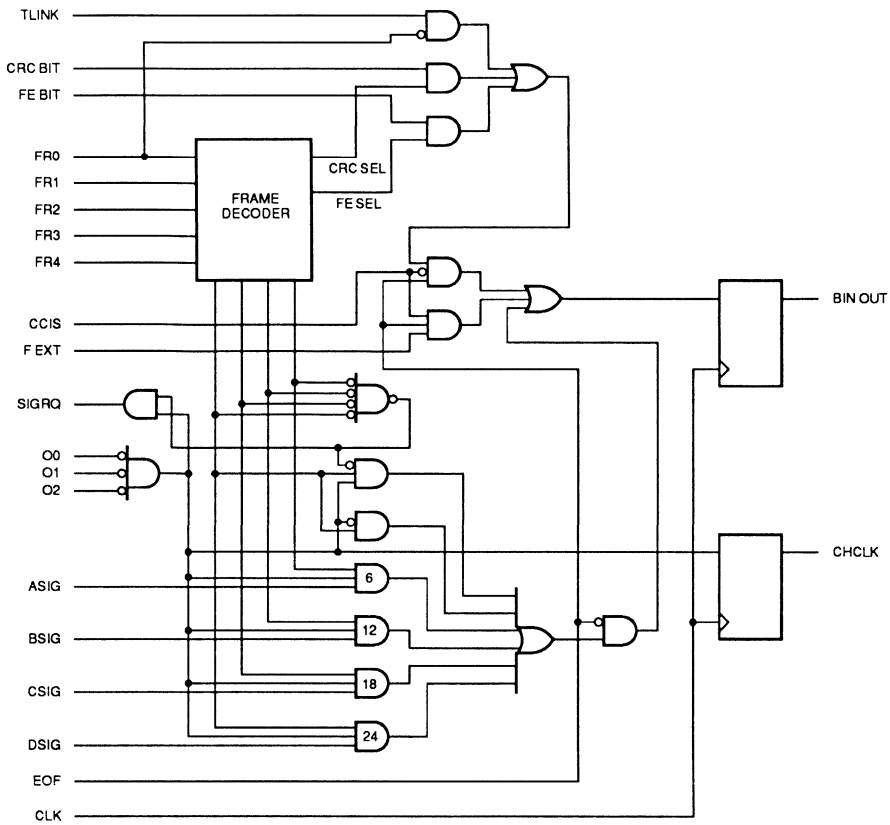 TLINK
CRC BIT
FE BIT
FR0
FR1
FR2
FR3
FR4
FRAME
DECODER
CRC SEL
FE SEL
CCIS
F EXT
BIN OUT
SIGRQ
O0
O1
O2
CHCLK
ASIG
6
BSIG
12
CSIG
18
DSIG
24
EOF
CLK